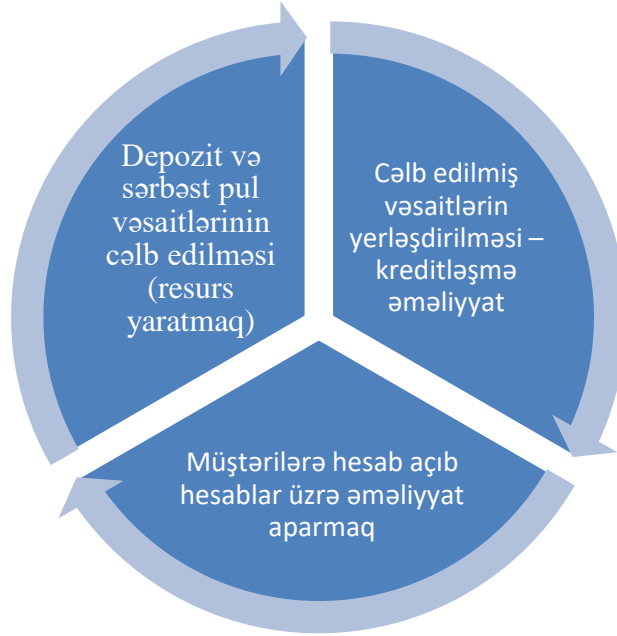 Depozit və
sərbəst pul
vəsaitlərinin
cəlb edilməsi
(resurs
yaratmaq)
Cəlb edilmiş
vəsaitlərin
yerləşdirilməsi –
kreditləşmə
əməliyyat
Müştərilərə hesab açıb
hesablar üzrə əməliyyat
aparmaq